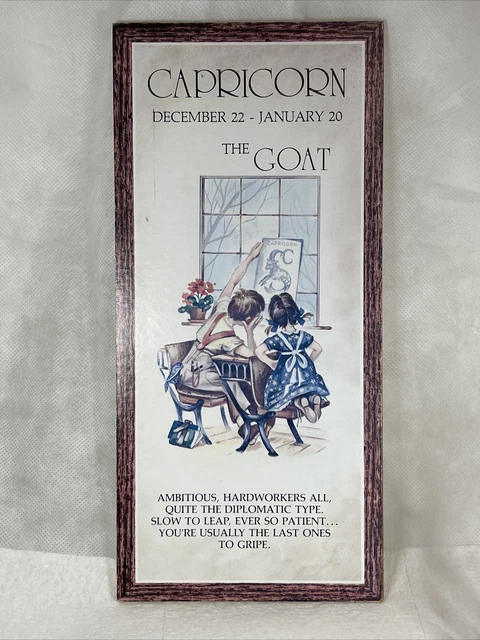 CAPRICORN
DECEMBER 22 - JANUARY 20
THE GOAT
CAPRICORN
AMBITIOUS, HARDWORKERS ALL,
QUITE THE DIPLOMATIC TYPE.
SLOW TO LEAP, EVER SO PATIENT...
YOU'RE USUALLY THE LAST ONES
TO GRIPE.